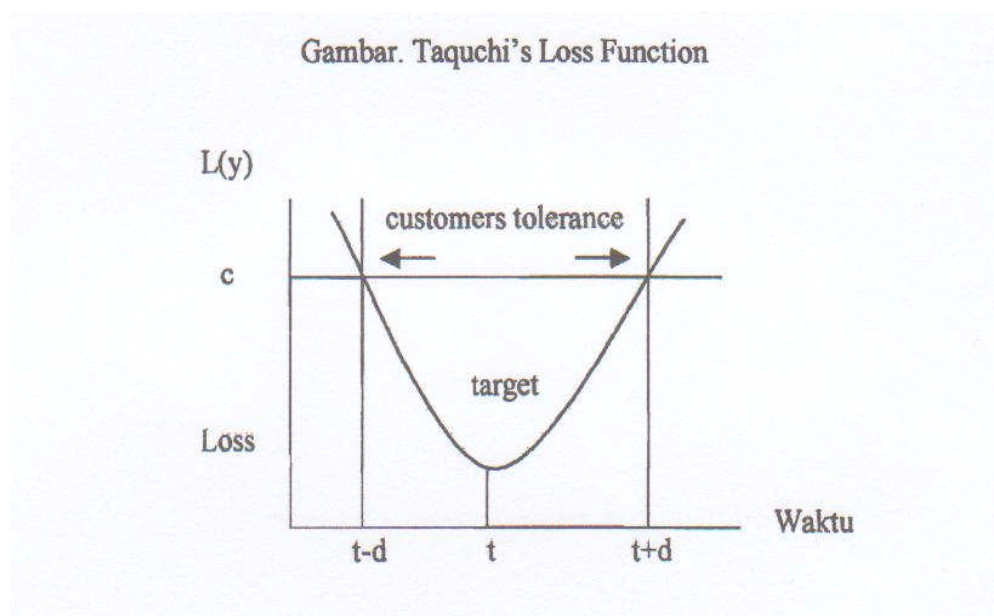 Gambar. Taquchi's Loss Function
L(y)
customers tolerance
c
target
Loss
Waktu
t-d t t+d